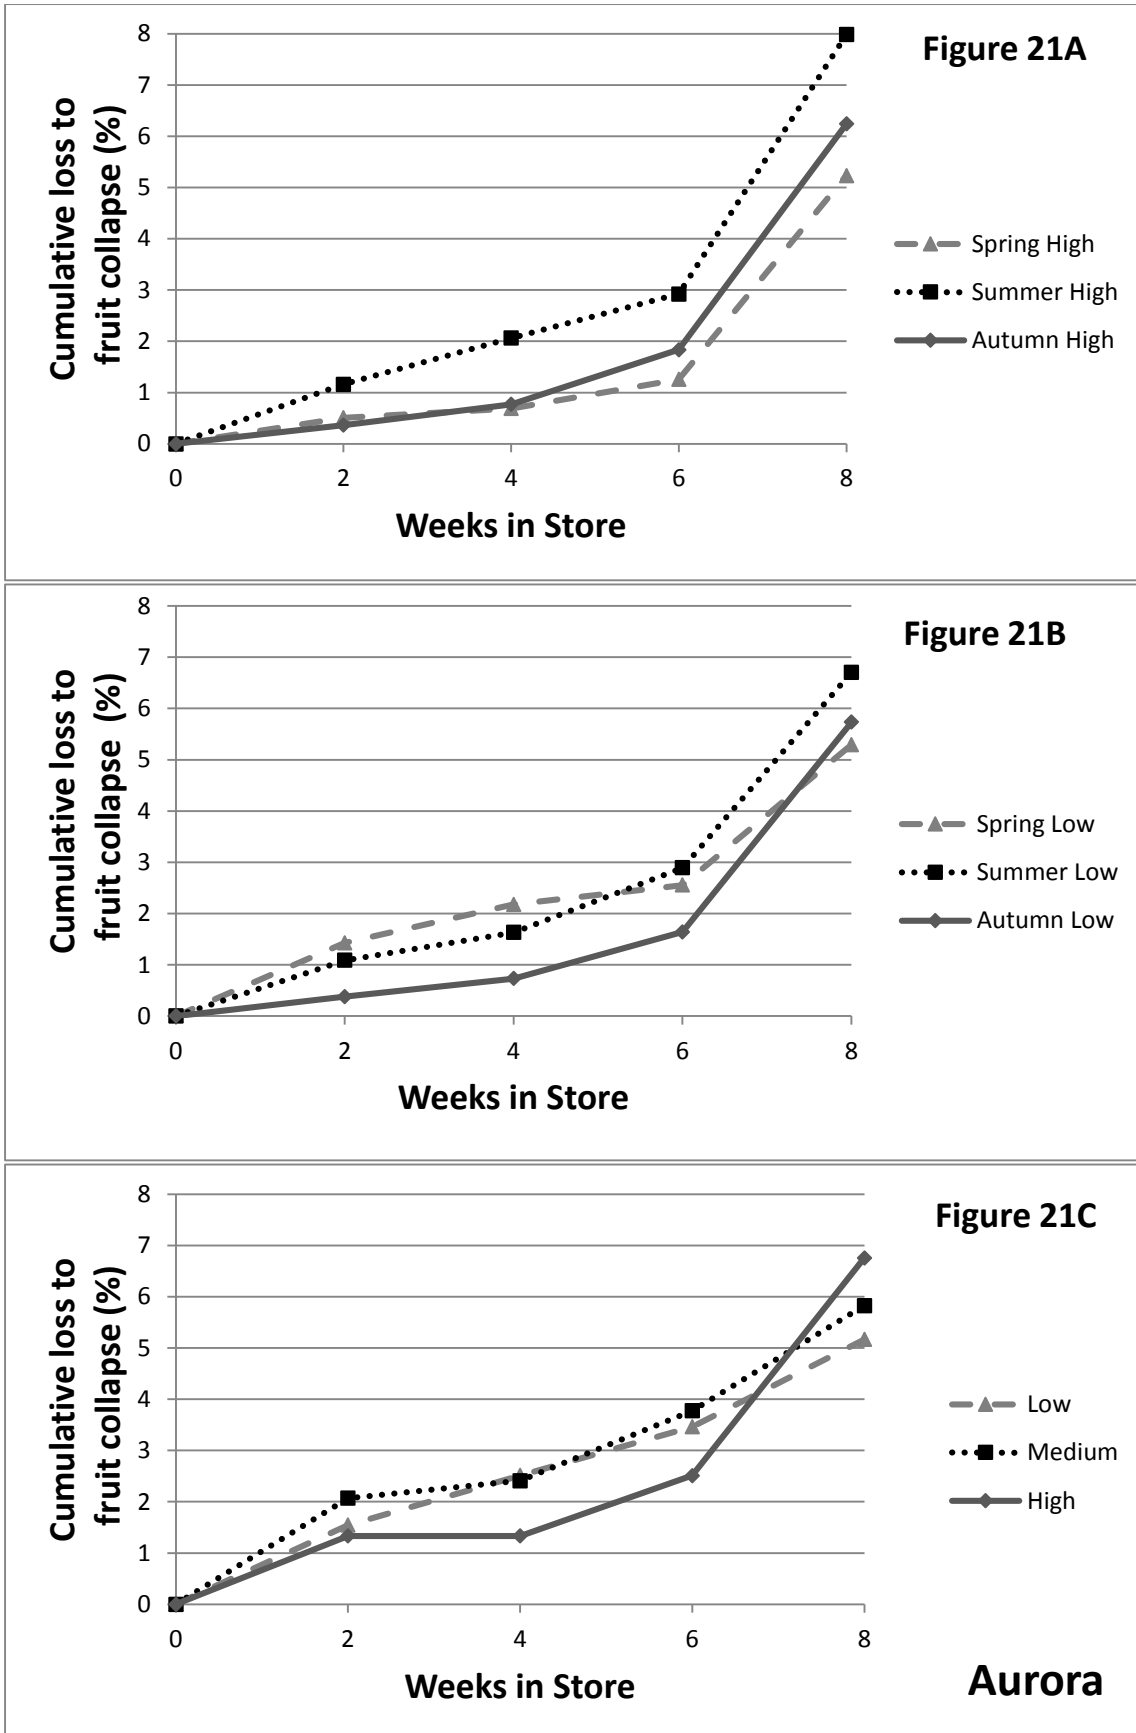 Figure 21A
Cumulative loss to
fruit collapse (%)
8
7
6
5
4
3
2
1
0
0 2 4 6 8
Weeks in Store
Spring High
Summer High
Autumn High
Figure 21B
Cumulative loss to
fruit collapse (%)
8
7
6
5
4
3
2
1
0
0 2 4 6 8
Weeks in Store
Spring Low
Summer Low
Autumn Low
Figure 21C
Cumulative loss to
fruit collapse (%)
8
7
6
5
4
3
2
1
0
0 2 4 6 8
Weeks in Store
Low
Medium
High
Aurora